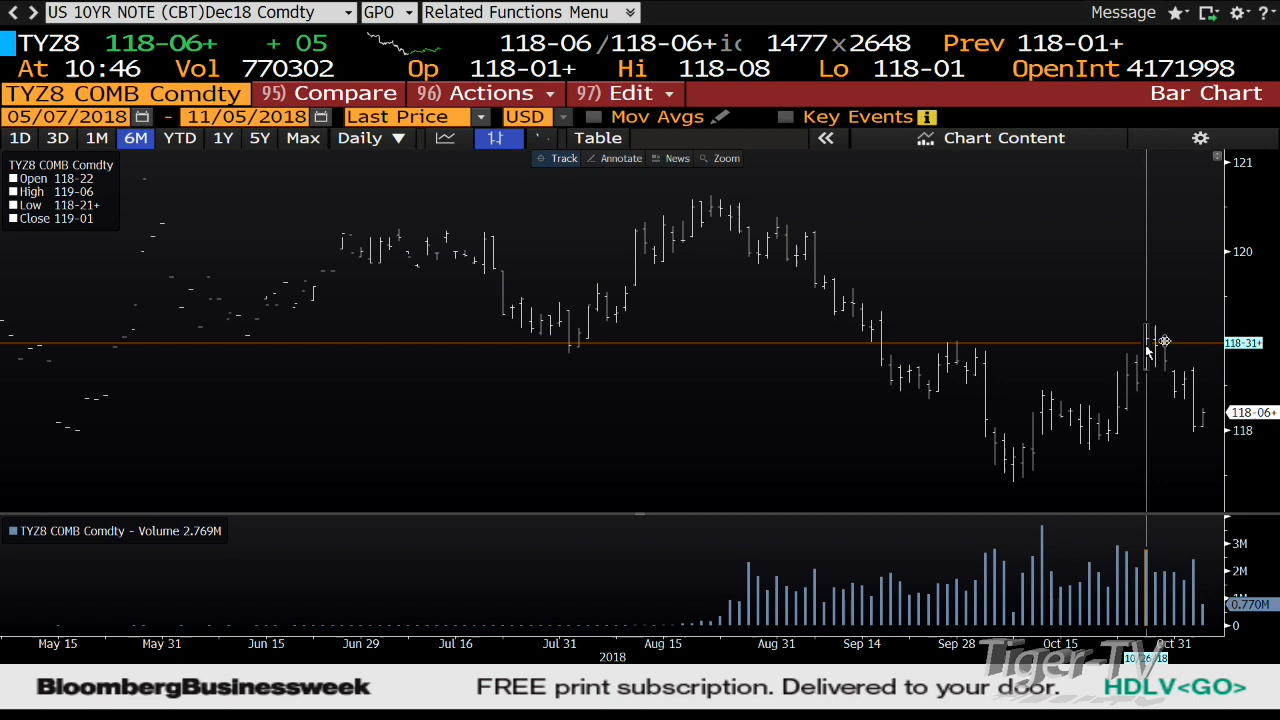 US 10YR NOTE (CBT)Dec18 Comdty GPO Related Functions Menu Message ?
TYZ8 118-06+ + 05 118-06 /118-06+ 1477x2648 Prev 118-01+
At 10:46 Vol 770302 Op 118-01+ Hi 118-08 Lo 118-01 OpenInt 4171998
TYZ8 COMB Comdty 95) Compare 96) Actions 97) Edit Bar Chart
05/07/2018 - 11/05/2018 Last Price USD Mov Avgs Key Events i
1D 3D 1M 6M YTD 1Y 5Y Max Daily Table Chart Content
Track Annotate News Zoom
TYZ8 COMB Comdty
Open 118-22
High 119-06
Low 118-21+
Close 119-01
121
120
118-31+
118-06+
118
TYZ8 COMB Comdty - Volume 2.769M
3M
2M
1M
0.770M
0
May 15 May 31 Jun 15 Jun 29 Jul 16 Jul 31 Aug 15 Aug 31 Sep 14 Sep 28 Oct 15 Oct 31
2018
10/26/18
Tiger-TV
BloombergBusinessweek FREE print subscription. Delivered to your door. HDLV<GO>